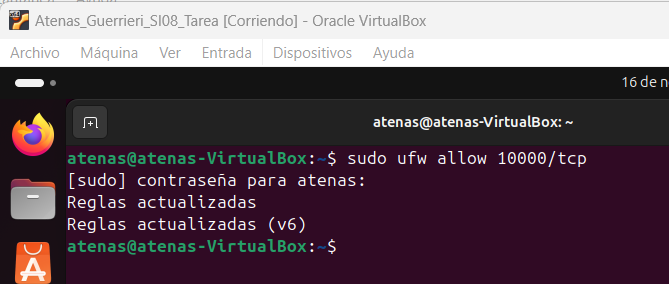 Atenas_Guerrieri_SI08_Tarea [Corriendo] - Oracle VirtualBox
Archivo Máquina Ver Entrada Dispositivos Ayuda
16 de n
atenas@atenas-VirtualBox: ~
atenas@atenas-VirtualBox:~$ sudo ufw allow 10000/tcp
[sudo] contraseña para atenas:
Reglas actualizadas
Reglas actualizadas (v6)
atenas@atenas-VirtualBox:~$